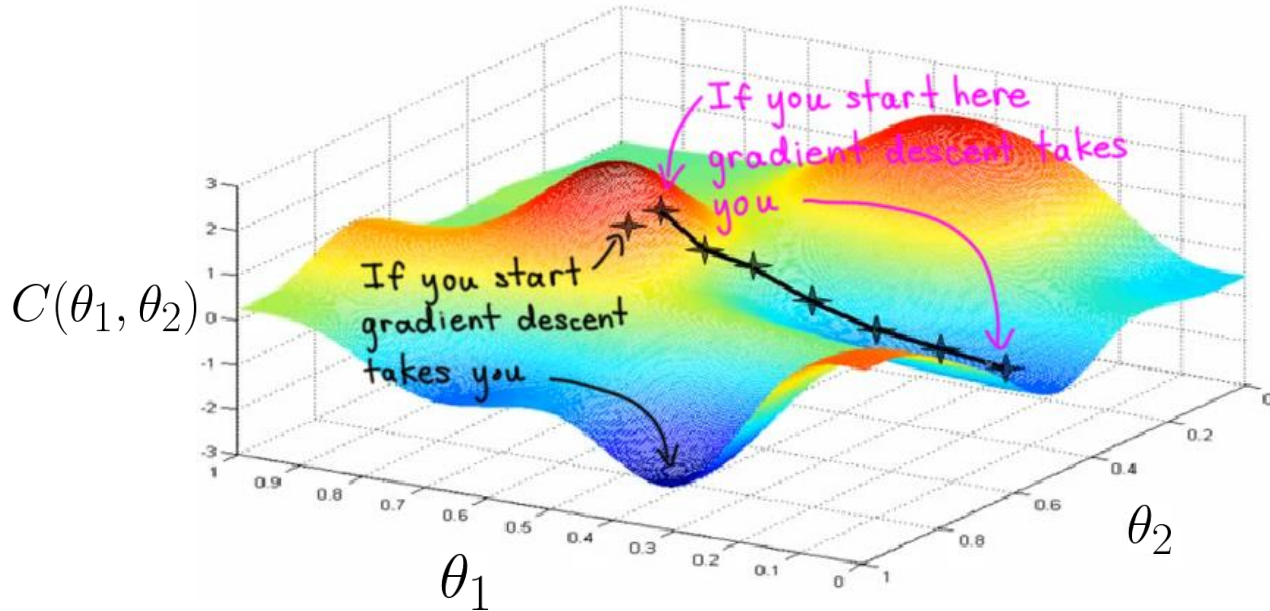 If you start here
gradient descent takes
you
If you start
gradient descent
takes you
C(θ₁, θ₂)
3
2
1
0
-1
-2
-3
1
0.9
0.8
0.7
0.6
0.5
0.4
0.3
0.2
0.1
0
θ₁
1
0.8
0.6
0.4
0.2
0
θ₂